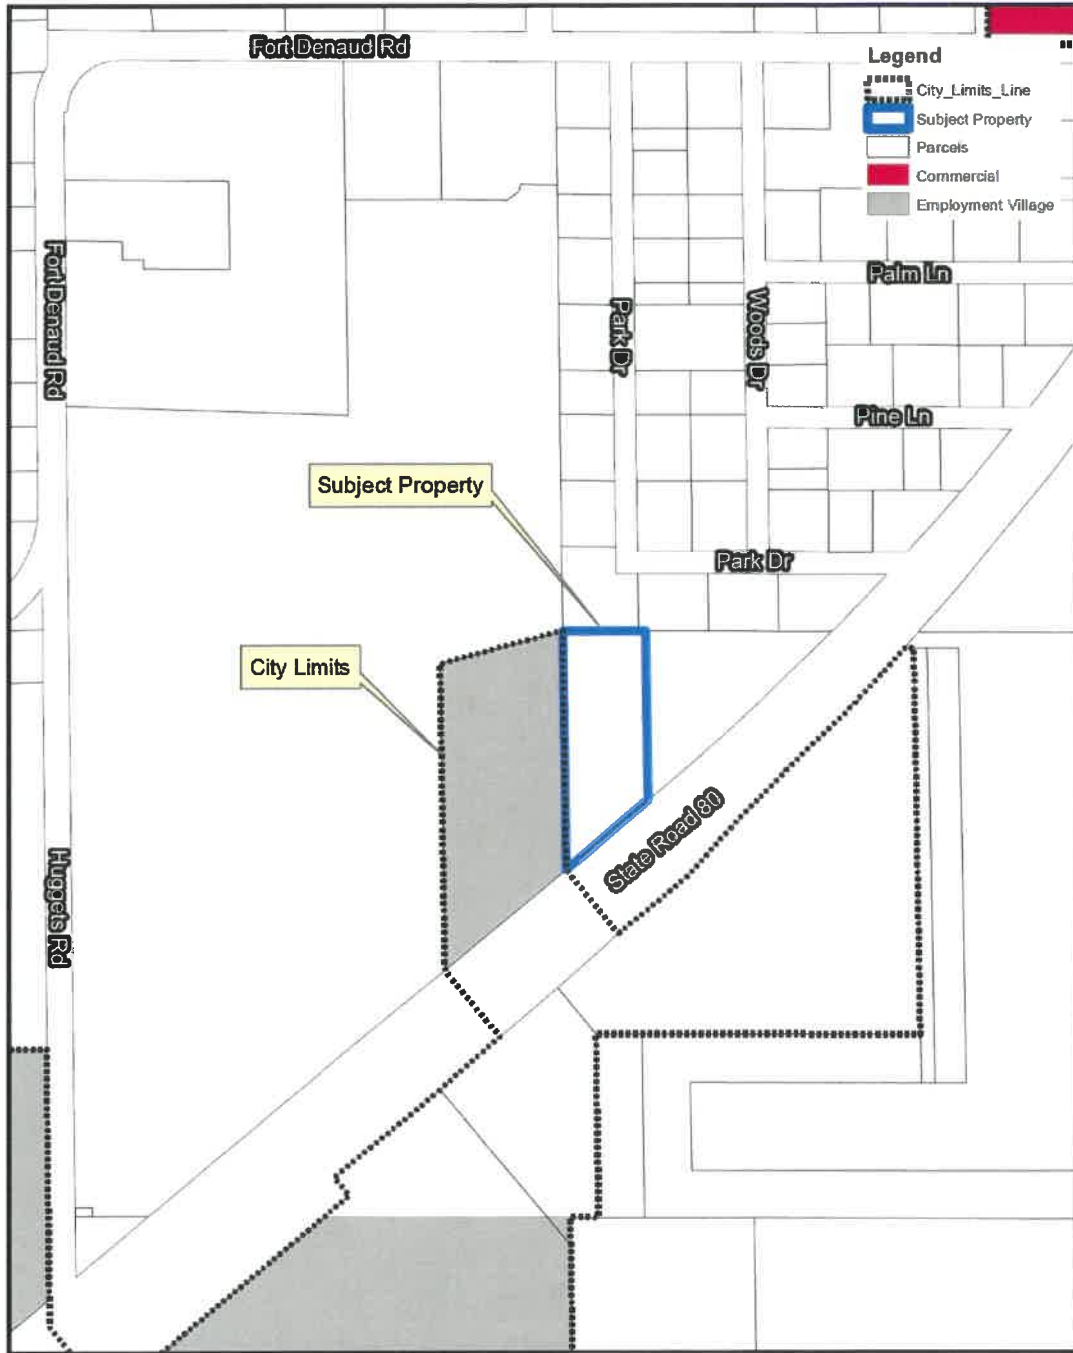 Fort Denaud Rd
Legend
City_Limits_Line
Subject Property
Parcels
Commercial
Employment Village
Fort Denaud Rd
Palm Ln
Park Dr
Woods Dr
Pine Ln
Subject Property
Park Dr
City Limits
State Road 80
Huggets Rd